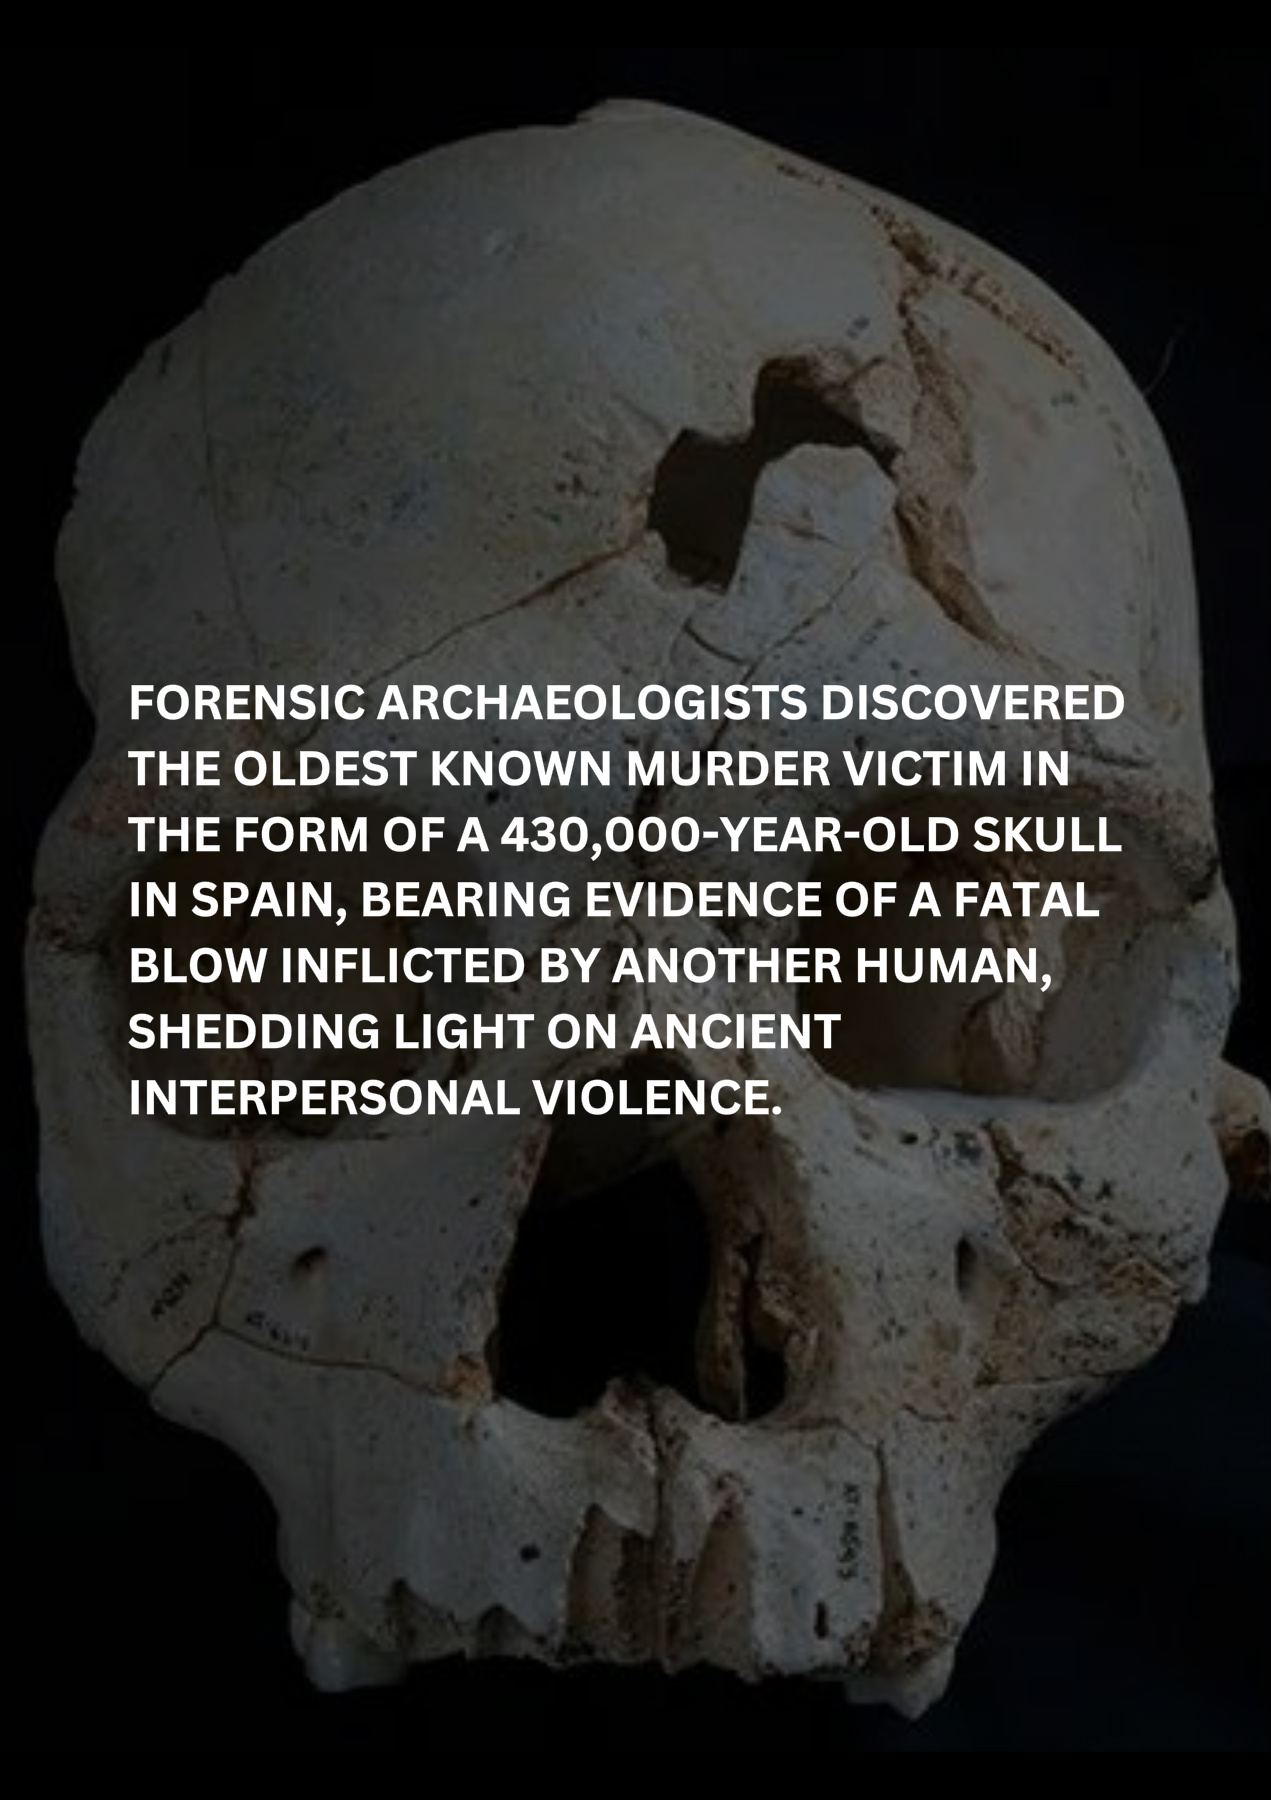 FORENSIC ARCHAEOLOGISTS DISCOVERED
THE OLDEST KNOWN MURDER VICTIM IN
THE FORM OF A 430,000-YEAR-OLD SKULL
IN SPAIN, BEARING EVIDENCE OF A FATAL
BLOW INFLICTED BY ANOTHER HUMAN,
SHEDDING LIGHT ON ANCIENT
INTERPERSONAL VIOLENCE.